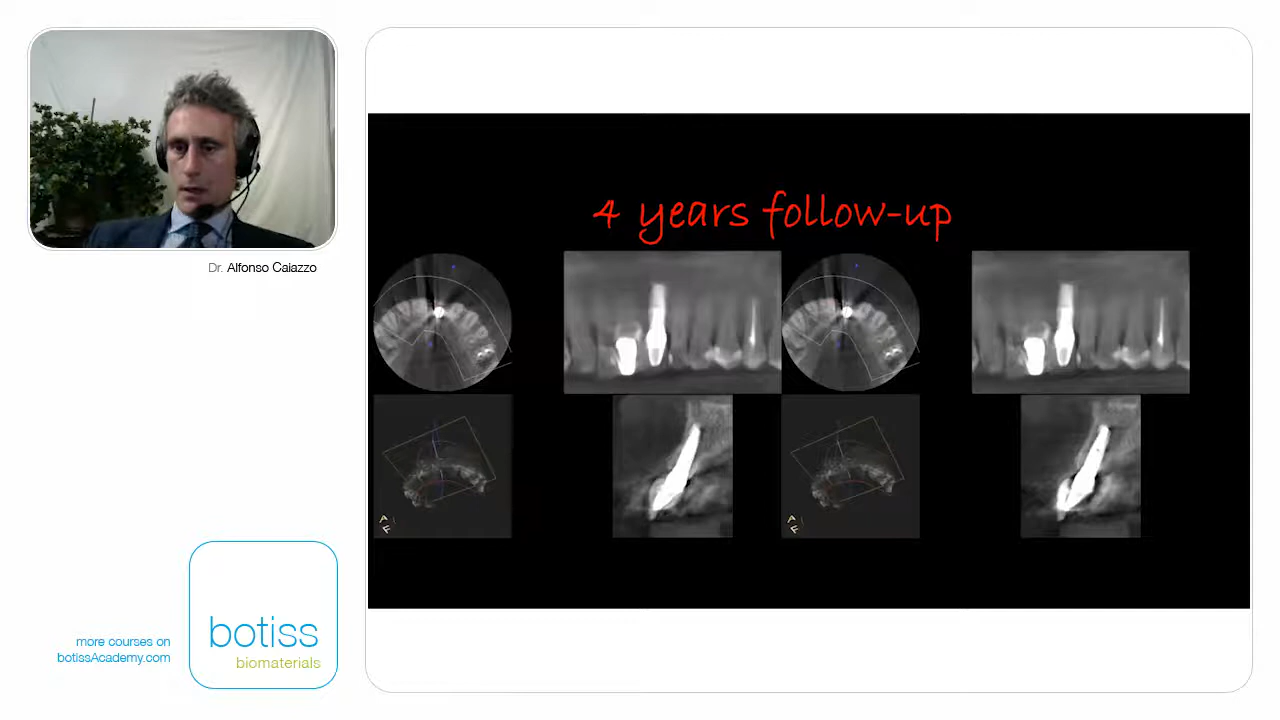 Dr. Alfonso Caiazzo
4 years follow-up
A
F
A
F
more courses on
botissAcademy.com
botiss
biomaterials